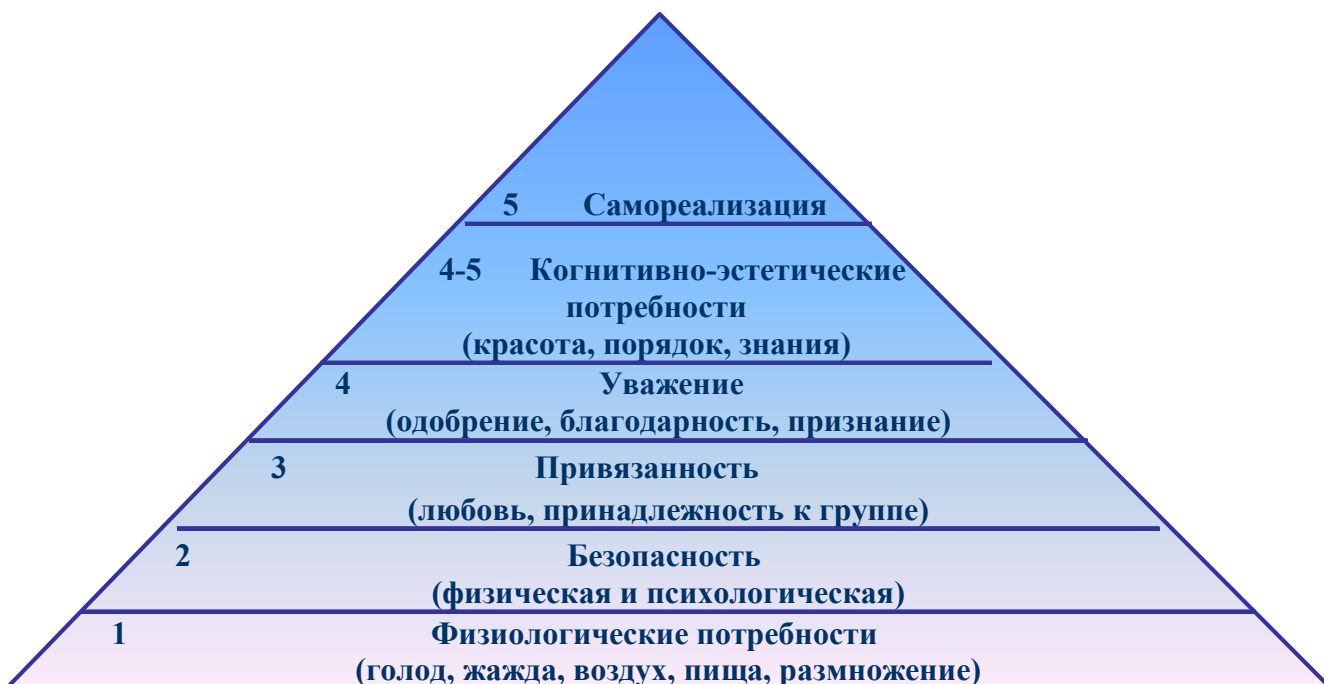 5 Самореализация
4-5 Когнитивно-эстетические
потребности
(красота, порядок, знания)
4 Уважение
(одобрение, благодарность, признание)
3 Привязанность
(любовь, принадлежность к группе)
2 Безопасность
(физическая и психологическая)
1 Физиологические потребности
(голод, жажда, воздух, пища, размножение)